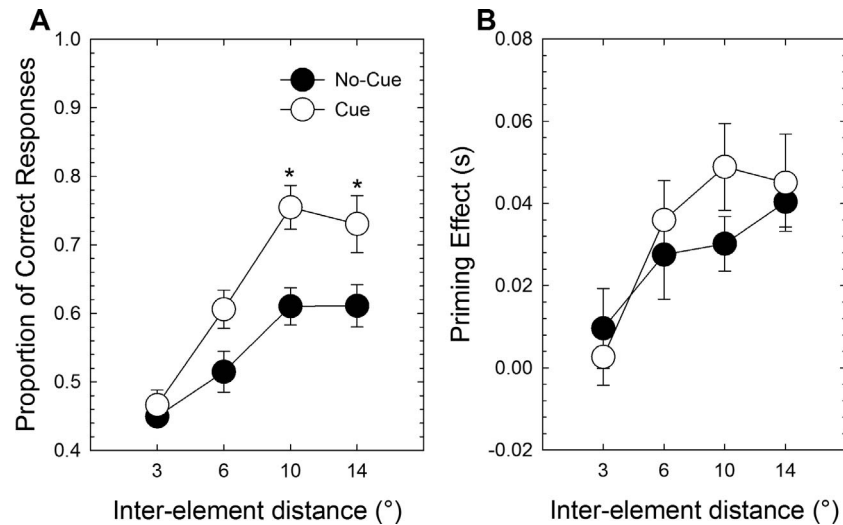 A
1.0
0.9
0.8
0.7
0.6
0.5
0.4
Proportion of Correct Responses
No-Cue
Cue
*
*
3 6 10 14
Inter-element distance (°)
B
0.08
0.06
0.04
0.02
0.00
-0.02
Priming Effect (s)
3 6 10 14
Inter-element distance (°)